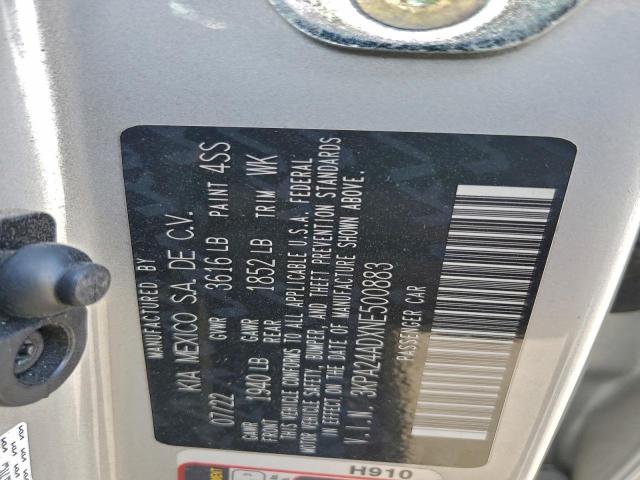 MANUFACTURED BY
KIA MEXICO S.A. DE C.V.
07/22 GVWR 3616 LB PAINT 4SS
GAWR FRONT 1940 LB GAWR REAR 1852 LB TRIM WK
THIS VEHICLE CONFORMS TO ALL APPLICABLE U.S.A. FEDERAL
MOTOR VEHICLE SAFETY, BUMPER, AND THEFT PREVENTION STANDARDS
IN EFFECT ON THE DATE OF MANUFACTURE SHOWN ABOVE.
V.I.N. 3KPA24ADXNE500883
PASSENGER CAR
H910